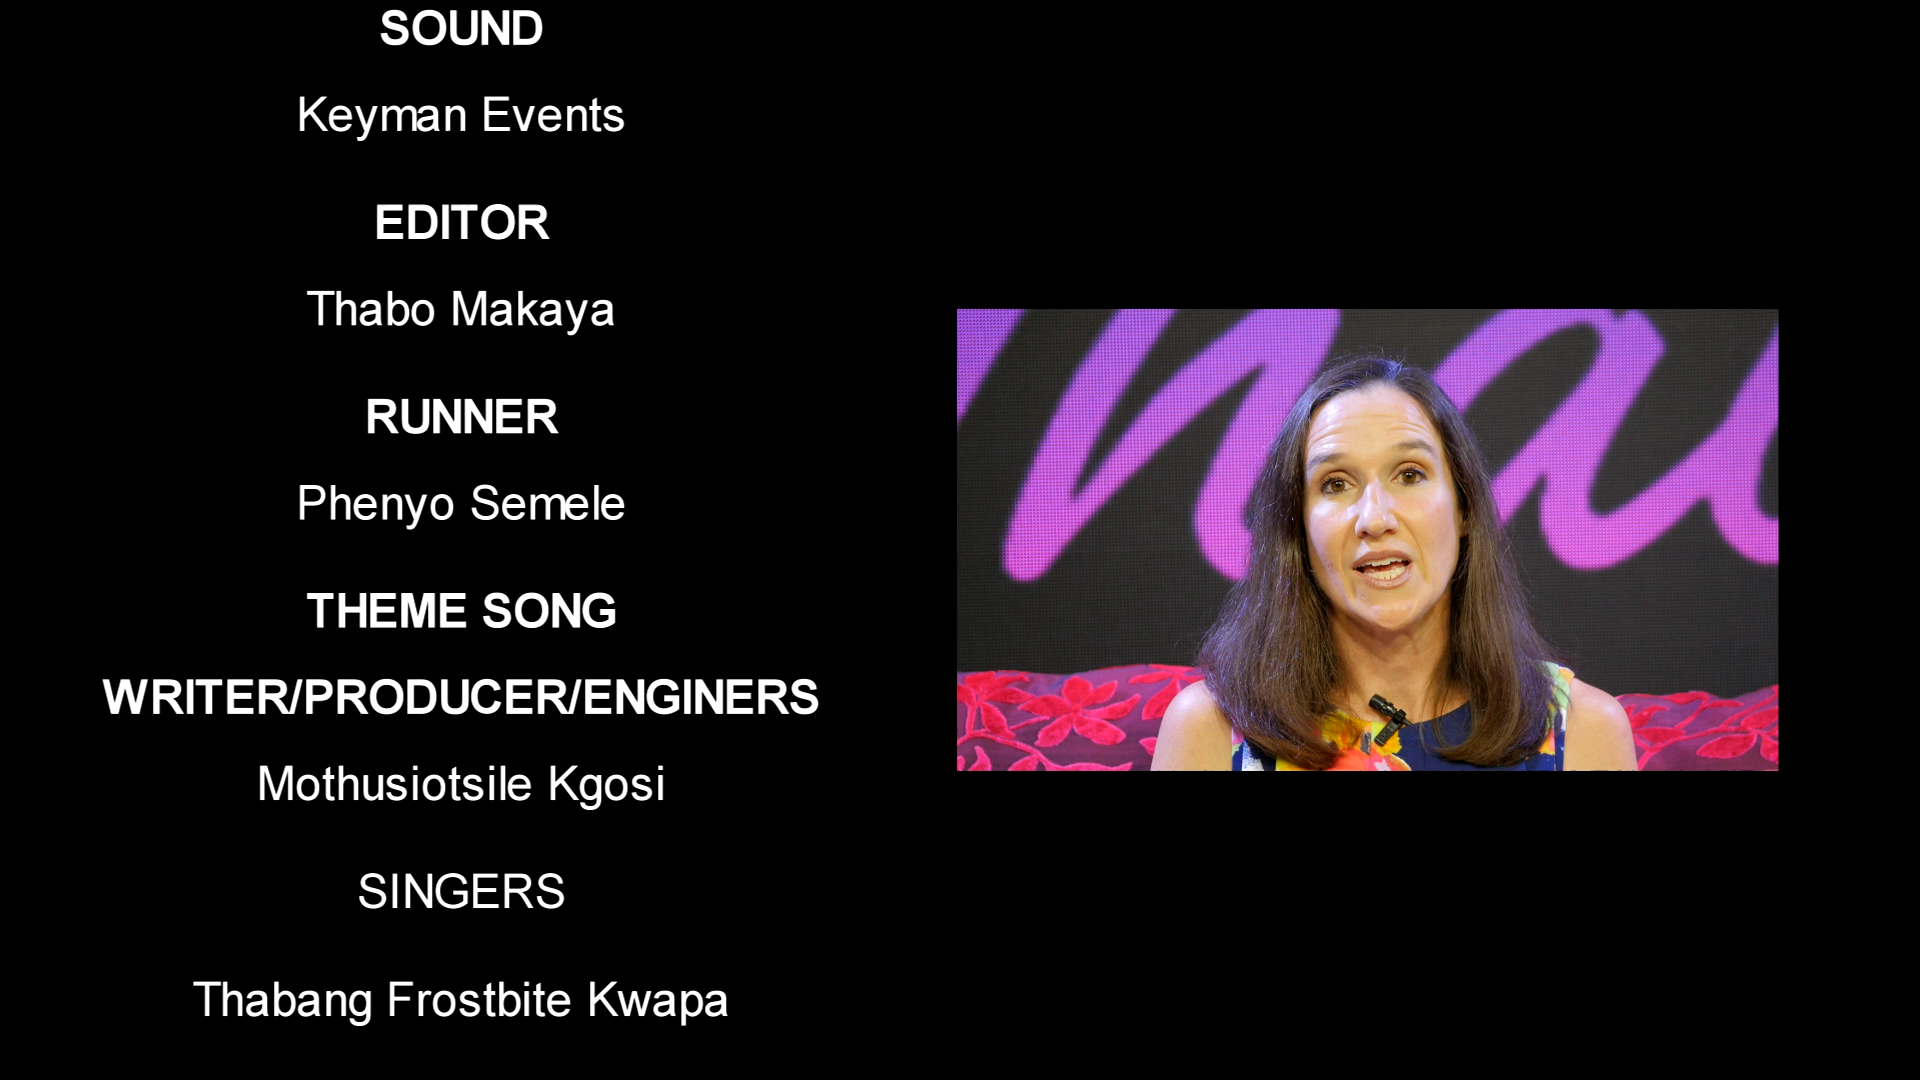 SOUND
Keyman Events
EDITOR
Thabo Makaya
RUNNER
Phenyo Semele
THEME SONG
WRITER/PRODUCER/ENGINERS
Mothusiotsile Kgosi
SINGERS
Thabang Frostbite Kwapa